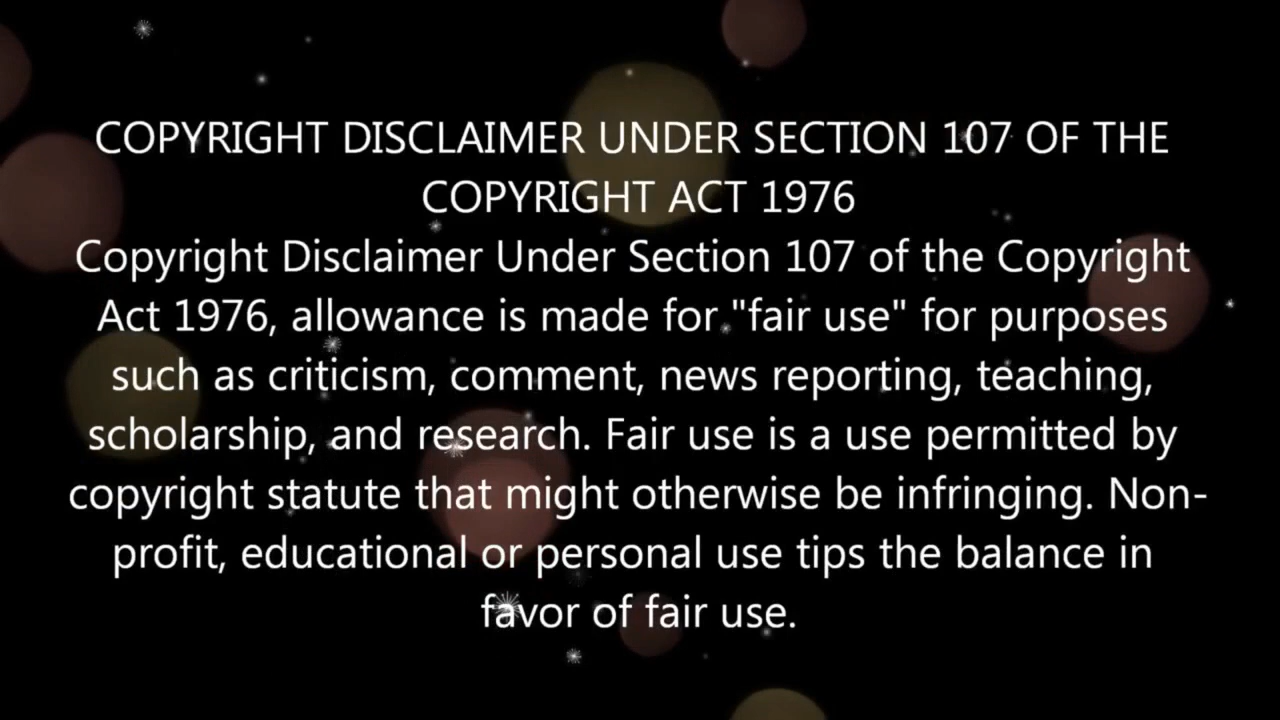 COPYRIGHT DISCLAIMER UNDER SECTION 107 OF THE
COPYRIGHT ACT 1976
Copyright Disclaimer Under Section 107 of the Copyright
Act 1976, allowance is made for "fair use" for purposes
such as criticism, comment, news reporting, teaching,
scholarship, and research. Fair use is a use permitted by
copyright statute that might otherwise be infringing. Non-
profit, educational or personal use tips the balance in
favor of fair use.